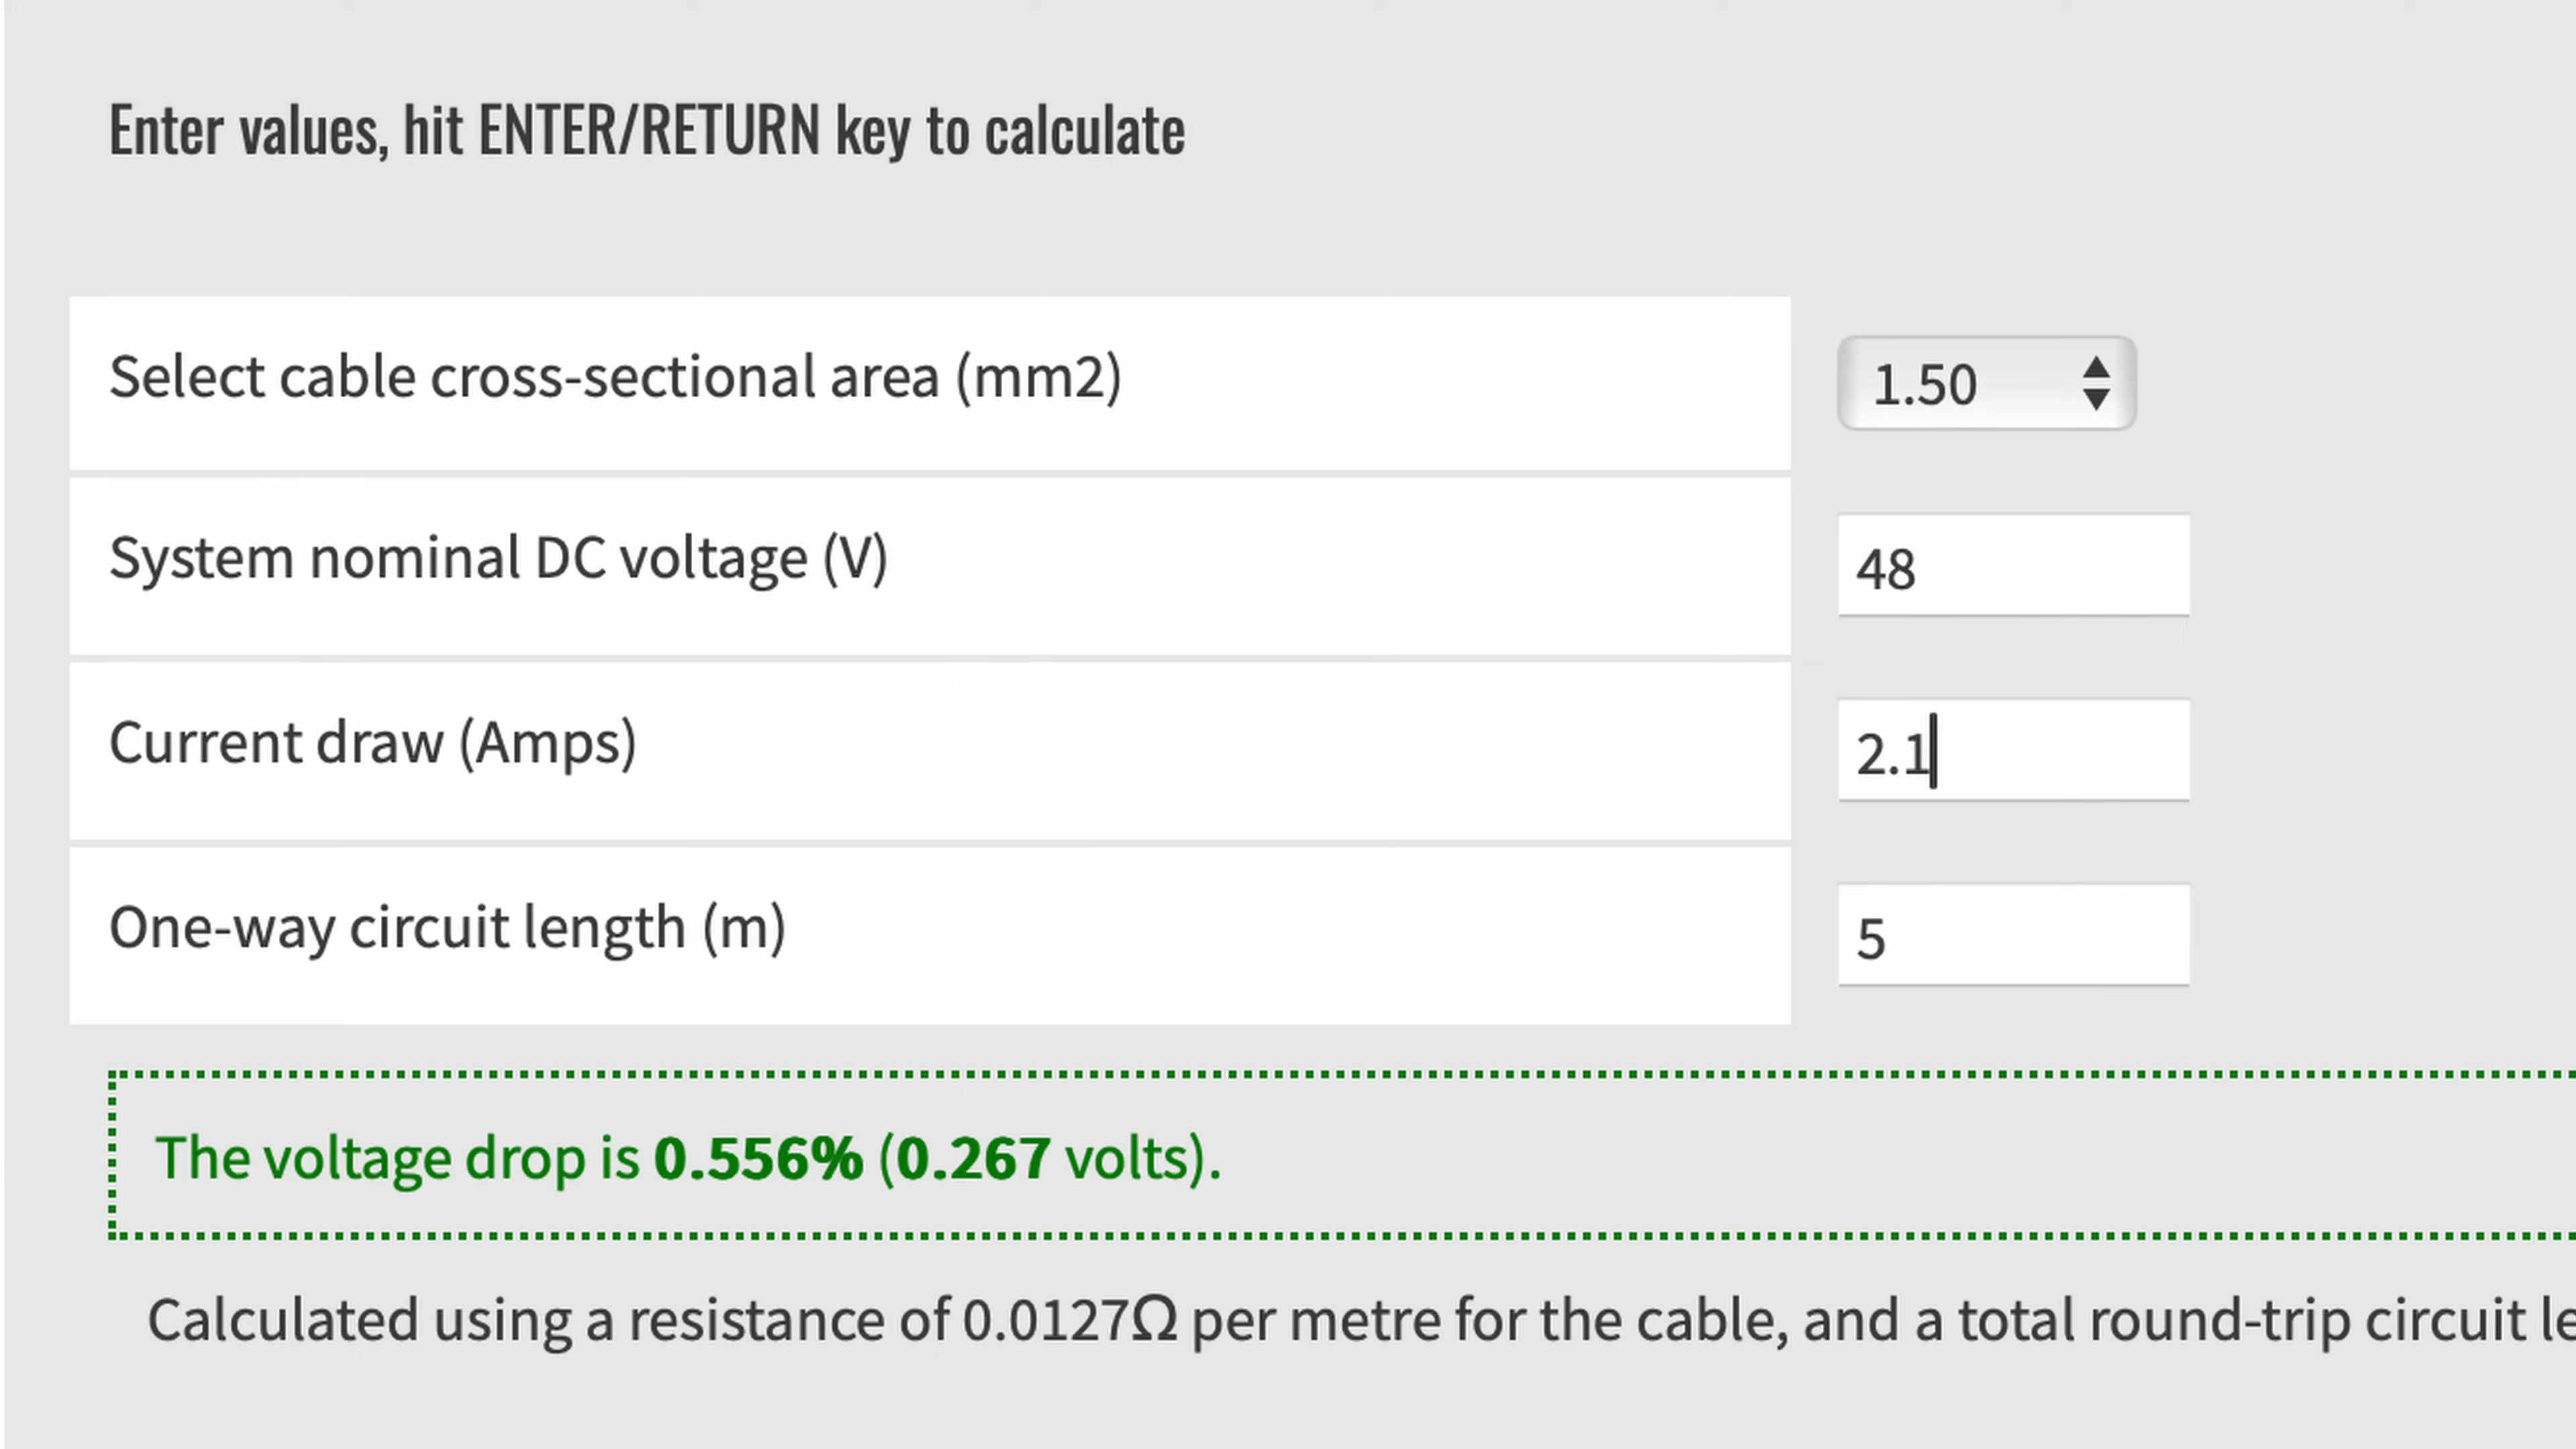 Enter values, hit ENTER/RETURN key to calculate
Select cable cross-sectional area (mm2)
1.50
System nominal DC voltage (V)
48
Current draw (Amps)
2.1
One-way circuit length (m)
5
The voltage drop is 0.556% (0.267 volts).
Calculated using a resistance of 0.0127Ω per metre for the cable, and a total round-trip circuit le